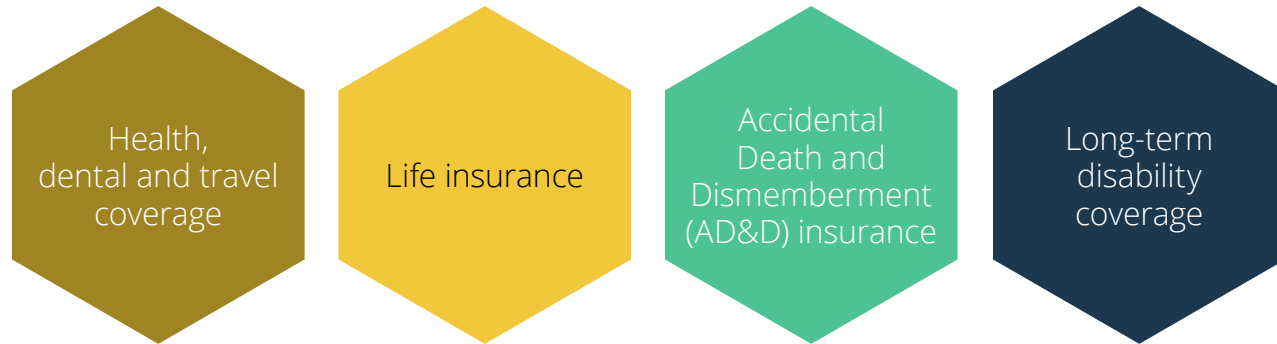 Health,
dental and travel
coverage
Life insurance
Accidental
Death and
Dismemberment
(AD&D) insurance
Long-term
disability
coverage